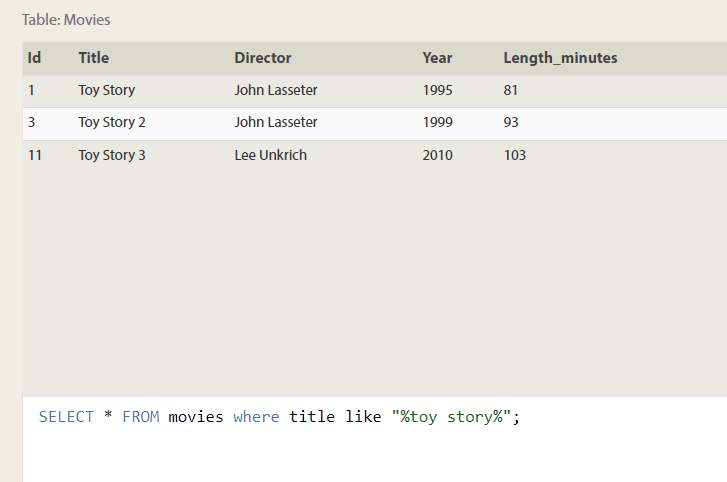 Table: Movies
Id Title Director Year Length_minutes
1 Toy Story John Lasseter 1995 81
3 Toy Story 2 John Lasseter 1999 93
11 Toy Story 3 Lee Unkrich 2010 103
SELECT * FROM movies where title like "%toy story%";